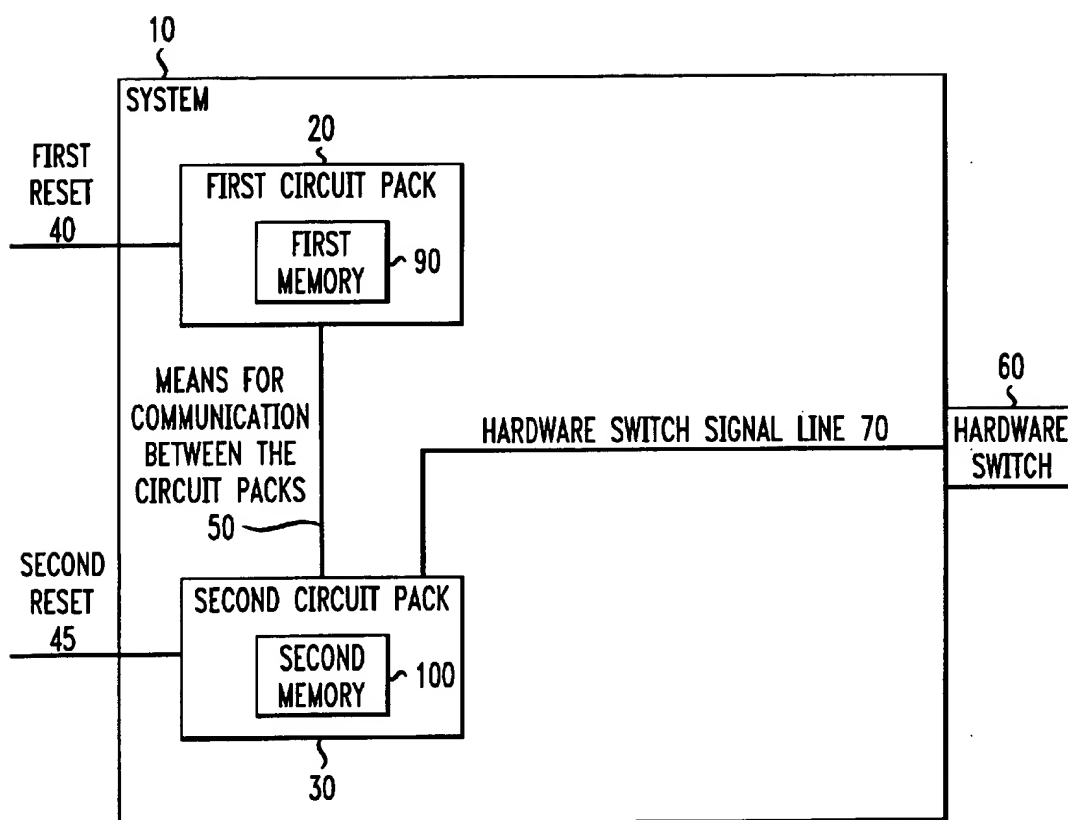 10
SYSTEM
20
FIRST CIRCUIT PACK
FIRST
MEMORY
90
FIRST
RESET
40
MEANS FOR
COMMUNICATION
BETWEEN THE
CIRCUIT PACKS
50
HARDWARE SWITCH SIGNAL LINE 70
60
HARDWARE
SWITCH
SECOND
RESET
45
SECOND CIRCUIT PACK
SECOND
MEMORY
100
30